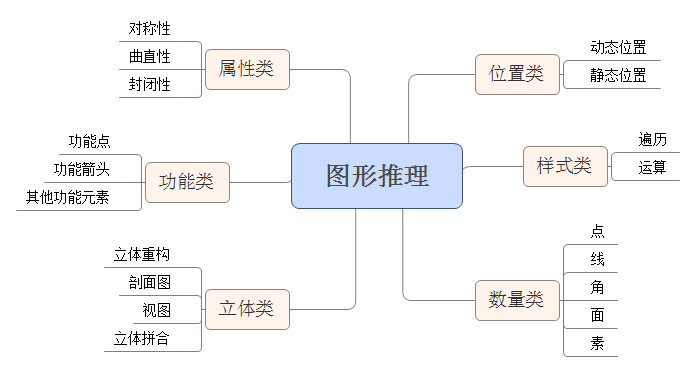 图形推理
属性类
对称性
曲直性
封闭性
功能类
功能点
功能箭头
其他功能元素
立体类
立体重构
剖面图
视图
立体拼合
位置类
动态位置
静态位置
样式类
遍历
运算
数量类
点
线
角
面
素